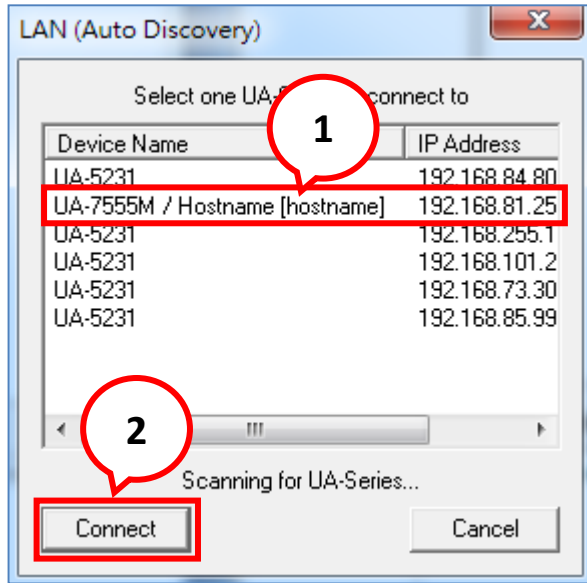 LAN (Auto Discovery)
Select one UA- connect to
1
Device Name IP Address
UA-5231 192.168.84.80
UA-7555M / Hostname [hostname] 192.168.81.25
UA-5231 192.168.255.1
UA-5231 192.168.101.2
UA-5231 192.168.73.30
UA-5231 192.168.85.99
2
Scanning for UA-Series...
Connect Cancel